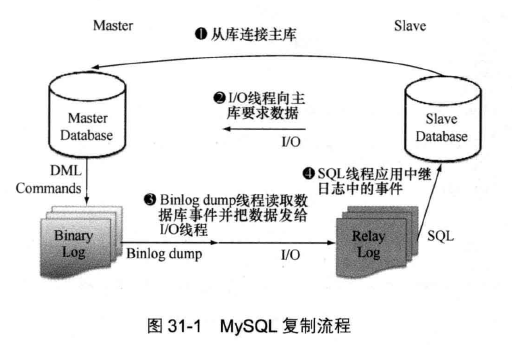 Master
Slave
❶ 从库连接主库
Master
Database
❷ I/O线程向主
库要求数据
I/O
Slave
Database
DML
Commands
❸ Binlog dump线程读取数
据库事件并把数据发给
I/O线程
❹ SQL线程应用中继
日志中的事件
Binary
Log
Binlog dump
I/O
Relay
Log
SQL
图 31-1 MySQL 复制流程